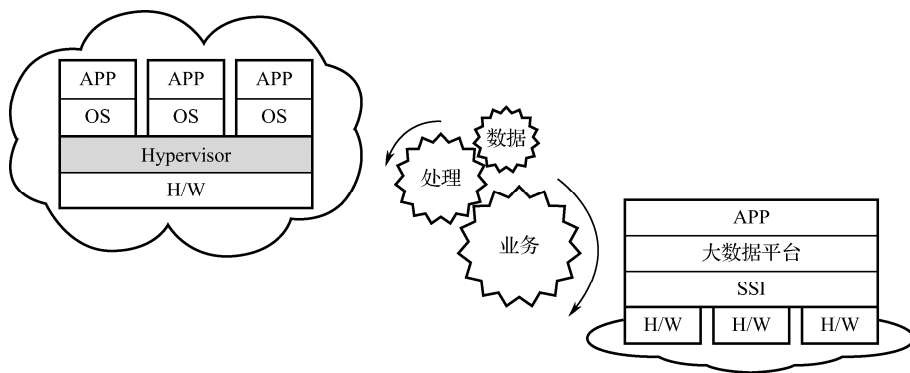 APP APP APP
OS OS OS
Hypervisor
H/W
数据
处理
业务
APP
大数据平台
SSI
H/W H/W H/W